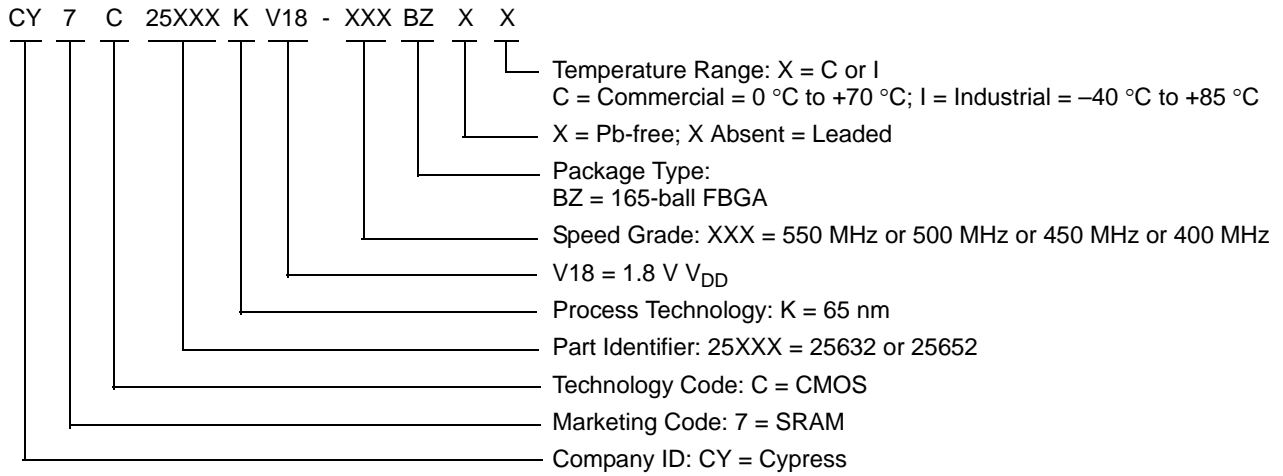 CY 7 C 25XXX K V18 - XXX BZ X X
Temperature Range: X = C or I
C = Commercial = 0 °C to +70 °C; I = Industrial = –40 °C to +85 °C
X = Pb-free; X Absent = Leaded
Package Type:
BZ = 165-ball FBGA
Speed Grade: XXX = 550 MHz or 500 MHz or 450 MHz or 400 MHz
V18 = 1.8 V VDD
Process Technology: K = 65 nm
Part Identifier: 25XXX = 25632 or 25652
Technology Code: C = CMOS
Marketing Code: 7 = SRAM
Company ID: CY = Cypress